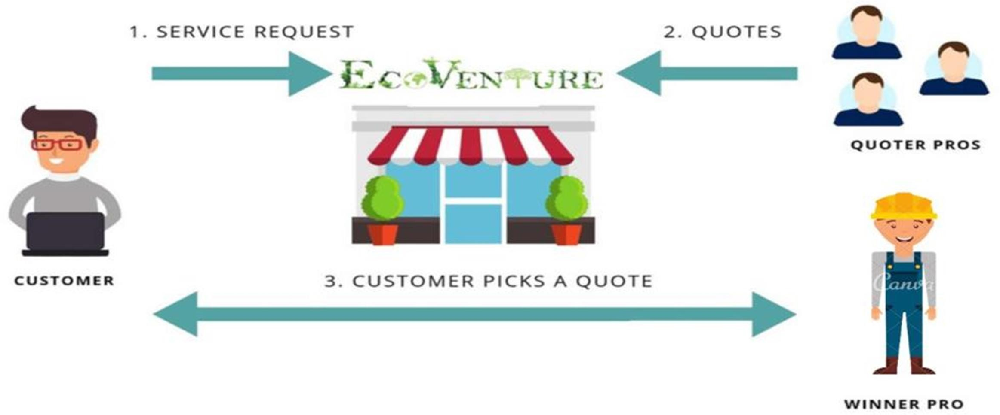 1. SERVICE REQUEST
2. QUOTES
ECOVENTURE
QUOTER PROS
CUSTOMER
3. CUSTOMER PICKS A QUOTE
Canva
WINNER PRO